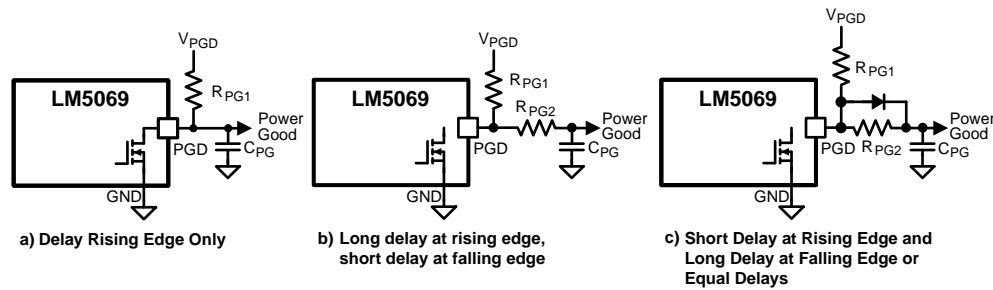 VPGD
RPG1
LM5069
Power
Good
PGD
CPG
GND
a) Delay Rising Edge Only
VPGD
RPG1
LM5069
RPG2
Power
Good
PGD
CPG
GND
b) Long delay at rising edge,
short delay at falling edge
VPGD
RPG1
LM5069
Power
Good
PGD
RPG2
CPG
GND
c) Short Delay at Rising Edge and
Long Delay at Falling Edge or
Equal Delays